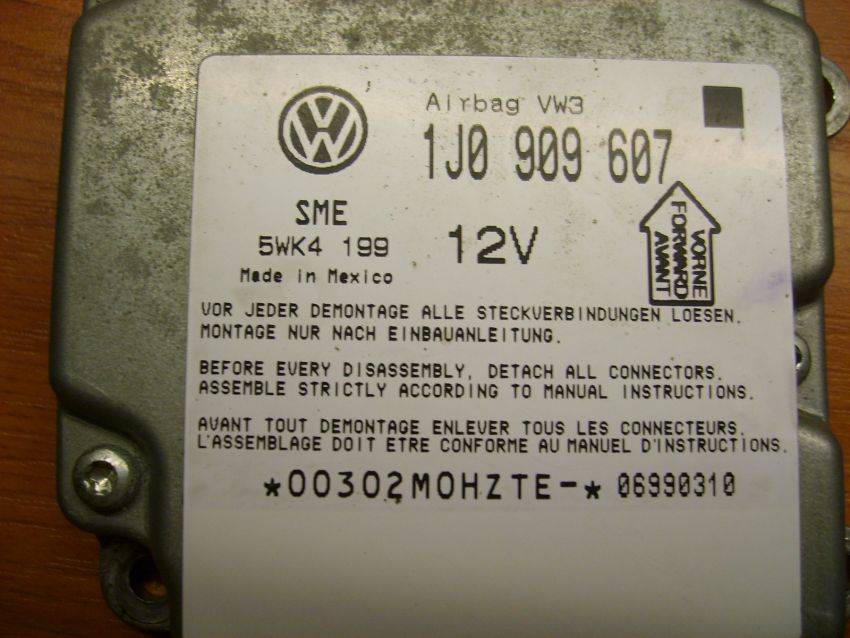 Airbag VW3
1J0 909 607
SME
5WK4 199
12V
Made in Mexico
VORNE
FORWARD
AVANT
VOR JEDER DEMONTAGE ALLE STECKVERBINDUNGEN LOESEN.
MONTAGE NUR NACH EINBAUANLEITUNG.
BEFORE EVERY DISASSEMBLY, DETACH ALL CONNECTORS.
ASSEMBLE STRICTLY ACCORDING TO MANUAL INSTRUCTIONS.
AVANT TOUT DEMONTAGE ENLEVER TOUS LES CONNECTEURS.
L'ASSEMBLAGE DOIT ETRE CONFORME AU MANUEL D'INSTRUCTIONS.
*00302M0HZTE-* 06990310